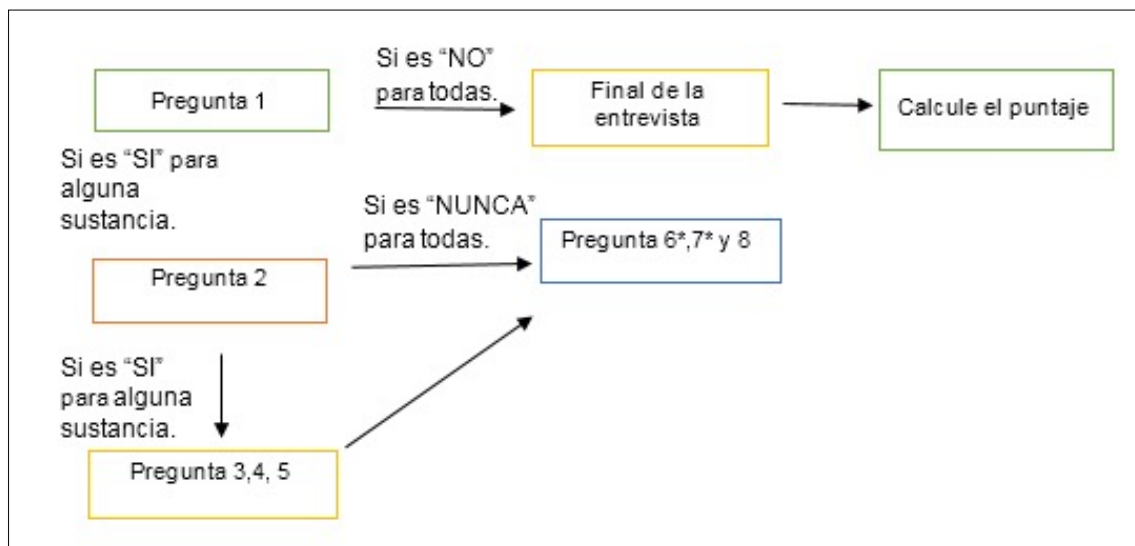 Pregunta 1
Si es “NO”
para todas.
Final de la
entrevista
Calcule el puntaje
Si es “SI” para
alguna
sustancia.
Si es “NUNCA”
para todas.
Pregunta 2
Pregunta 6*,7* y 8
Si es “SI”
para alguna
sustancia.
Pregunta 3,4, 5